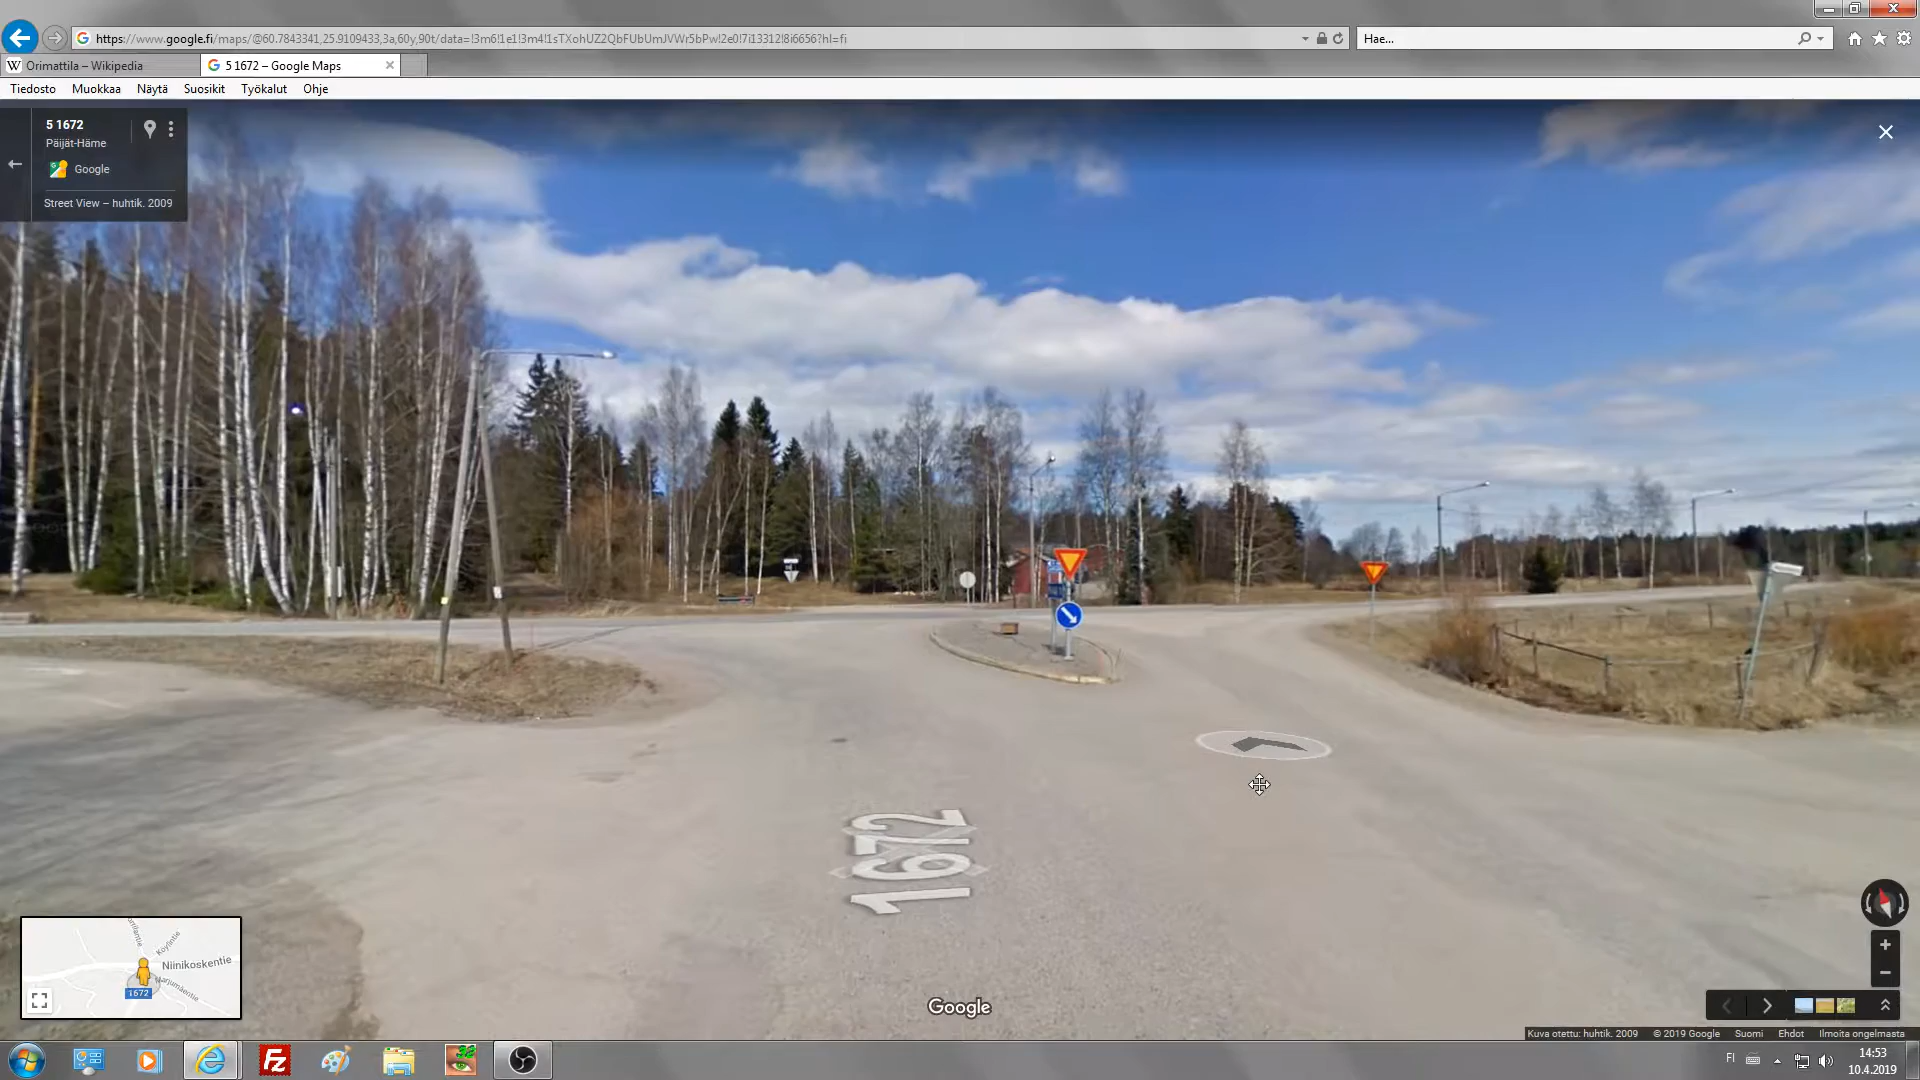 https://www.google.fi/maps/@60.7843341,25.9109433,3a,60y,90t/data=!3m6!1e1!3m4!1sTXohUZ2QbFUbUmJVWr5bPw!2e0!7i13312!8i6656?hl=fi
Hae...
Orimattila – Wikipedia
5 1672 – Google Maps
Tiedosto Muokkaa Näytä Suosikit Työkalut Ohje
5 1672
Päijät-Häme
Google
Street View – huhtik. 2009
1672
Köylintie
Niinikoskentie
1672
Google
Kuva otettu: huhtik. 2009 © 2019 Google Suomi Ehdot Ilmoita ongelmasta
FI
14:53
10.4.2019